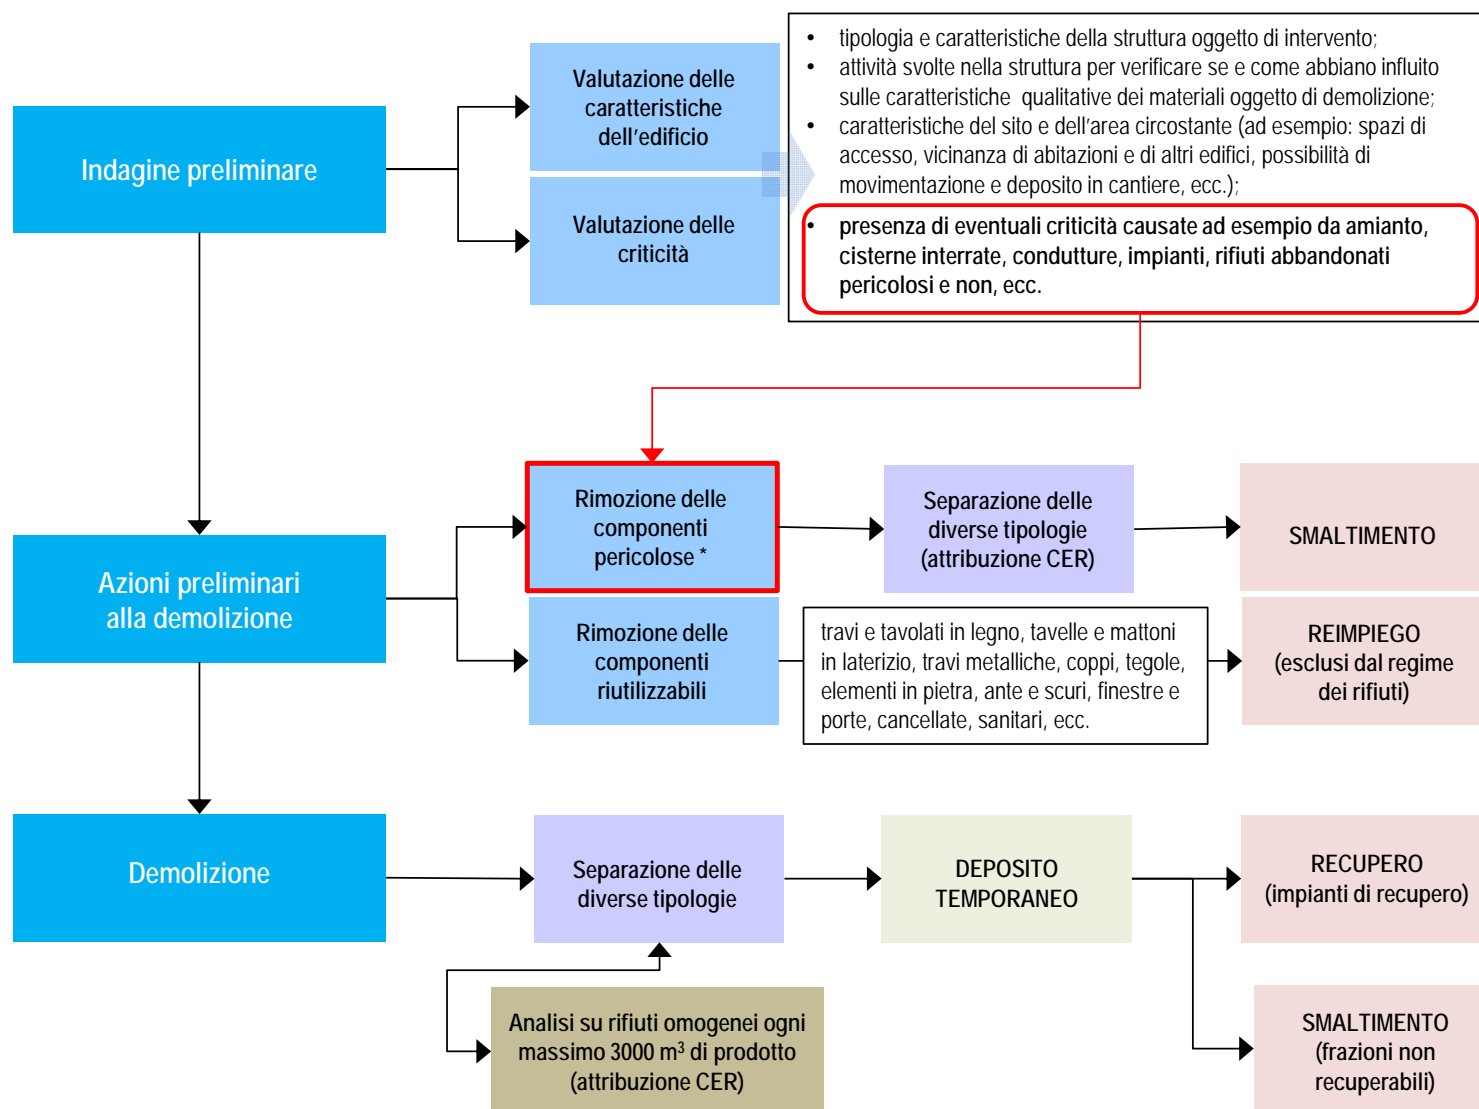 Indagine preliminare
Valutazione delle
caratteristiche
dell'edificio
Valutazione delle
criticità
• tipologia e caratteristiche della struttura oggetto di intervento;
• attività svolte nella struttura per verificare se e come abbiano influito
sulle caratteristiche qualitative dei materiali oggetto di demolizione;
• caratteristiche del sito e dell'area circostante (ad esempio: spazi di
accesso, vicinanza di abitazioni e di altri edifici, possibilità di
movimentazione e deposito in cantiere, ecc.);
• presenza di eventuali criticità causate ad esempio da amianto,
cisterne interrate, condutture, impianti, rifiuti abbandonati
pericolosi e non, ecc.
Azioni preliminari
alla demolizione
Rimozione delle
componenti
pericolose *
Separazione delle
diverse tipologie
(attribuzione CER)
SMALTIMENTO
Rimozione delle
componenti
riutilizzabili
travi e tavolati in legno, tavelle e mattoni
in laterizio, travi metalliche, coppi, tegole,
elementi in pietra, ante e scuri, finestre e
porte, cancellate, sanitari, ecc.
REIMPIEGO
(esclusi dal regime
dei rifiuti)
Demolizione
Separazione delle
diverse tipologie
DEPOSITO
TEMPORANEO
RECUPERO
(impianti di recupero)
Analisi su rifiuti omogenei ogni
massimo 3000 m³ di prodotto
(attribuzione CER)
SMALTIMENTO
(frazioni non
recuperabili)